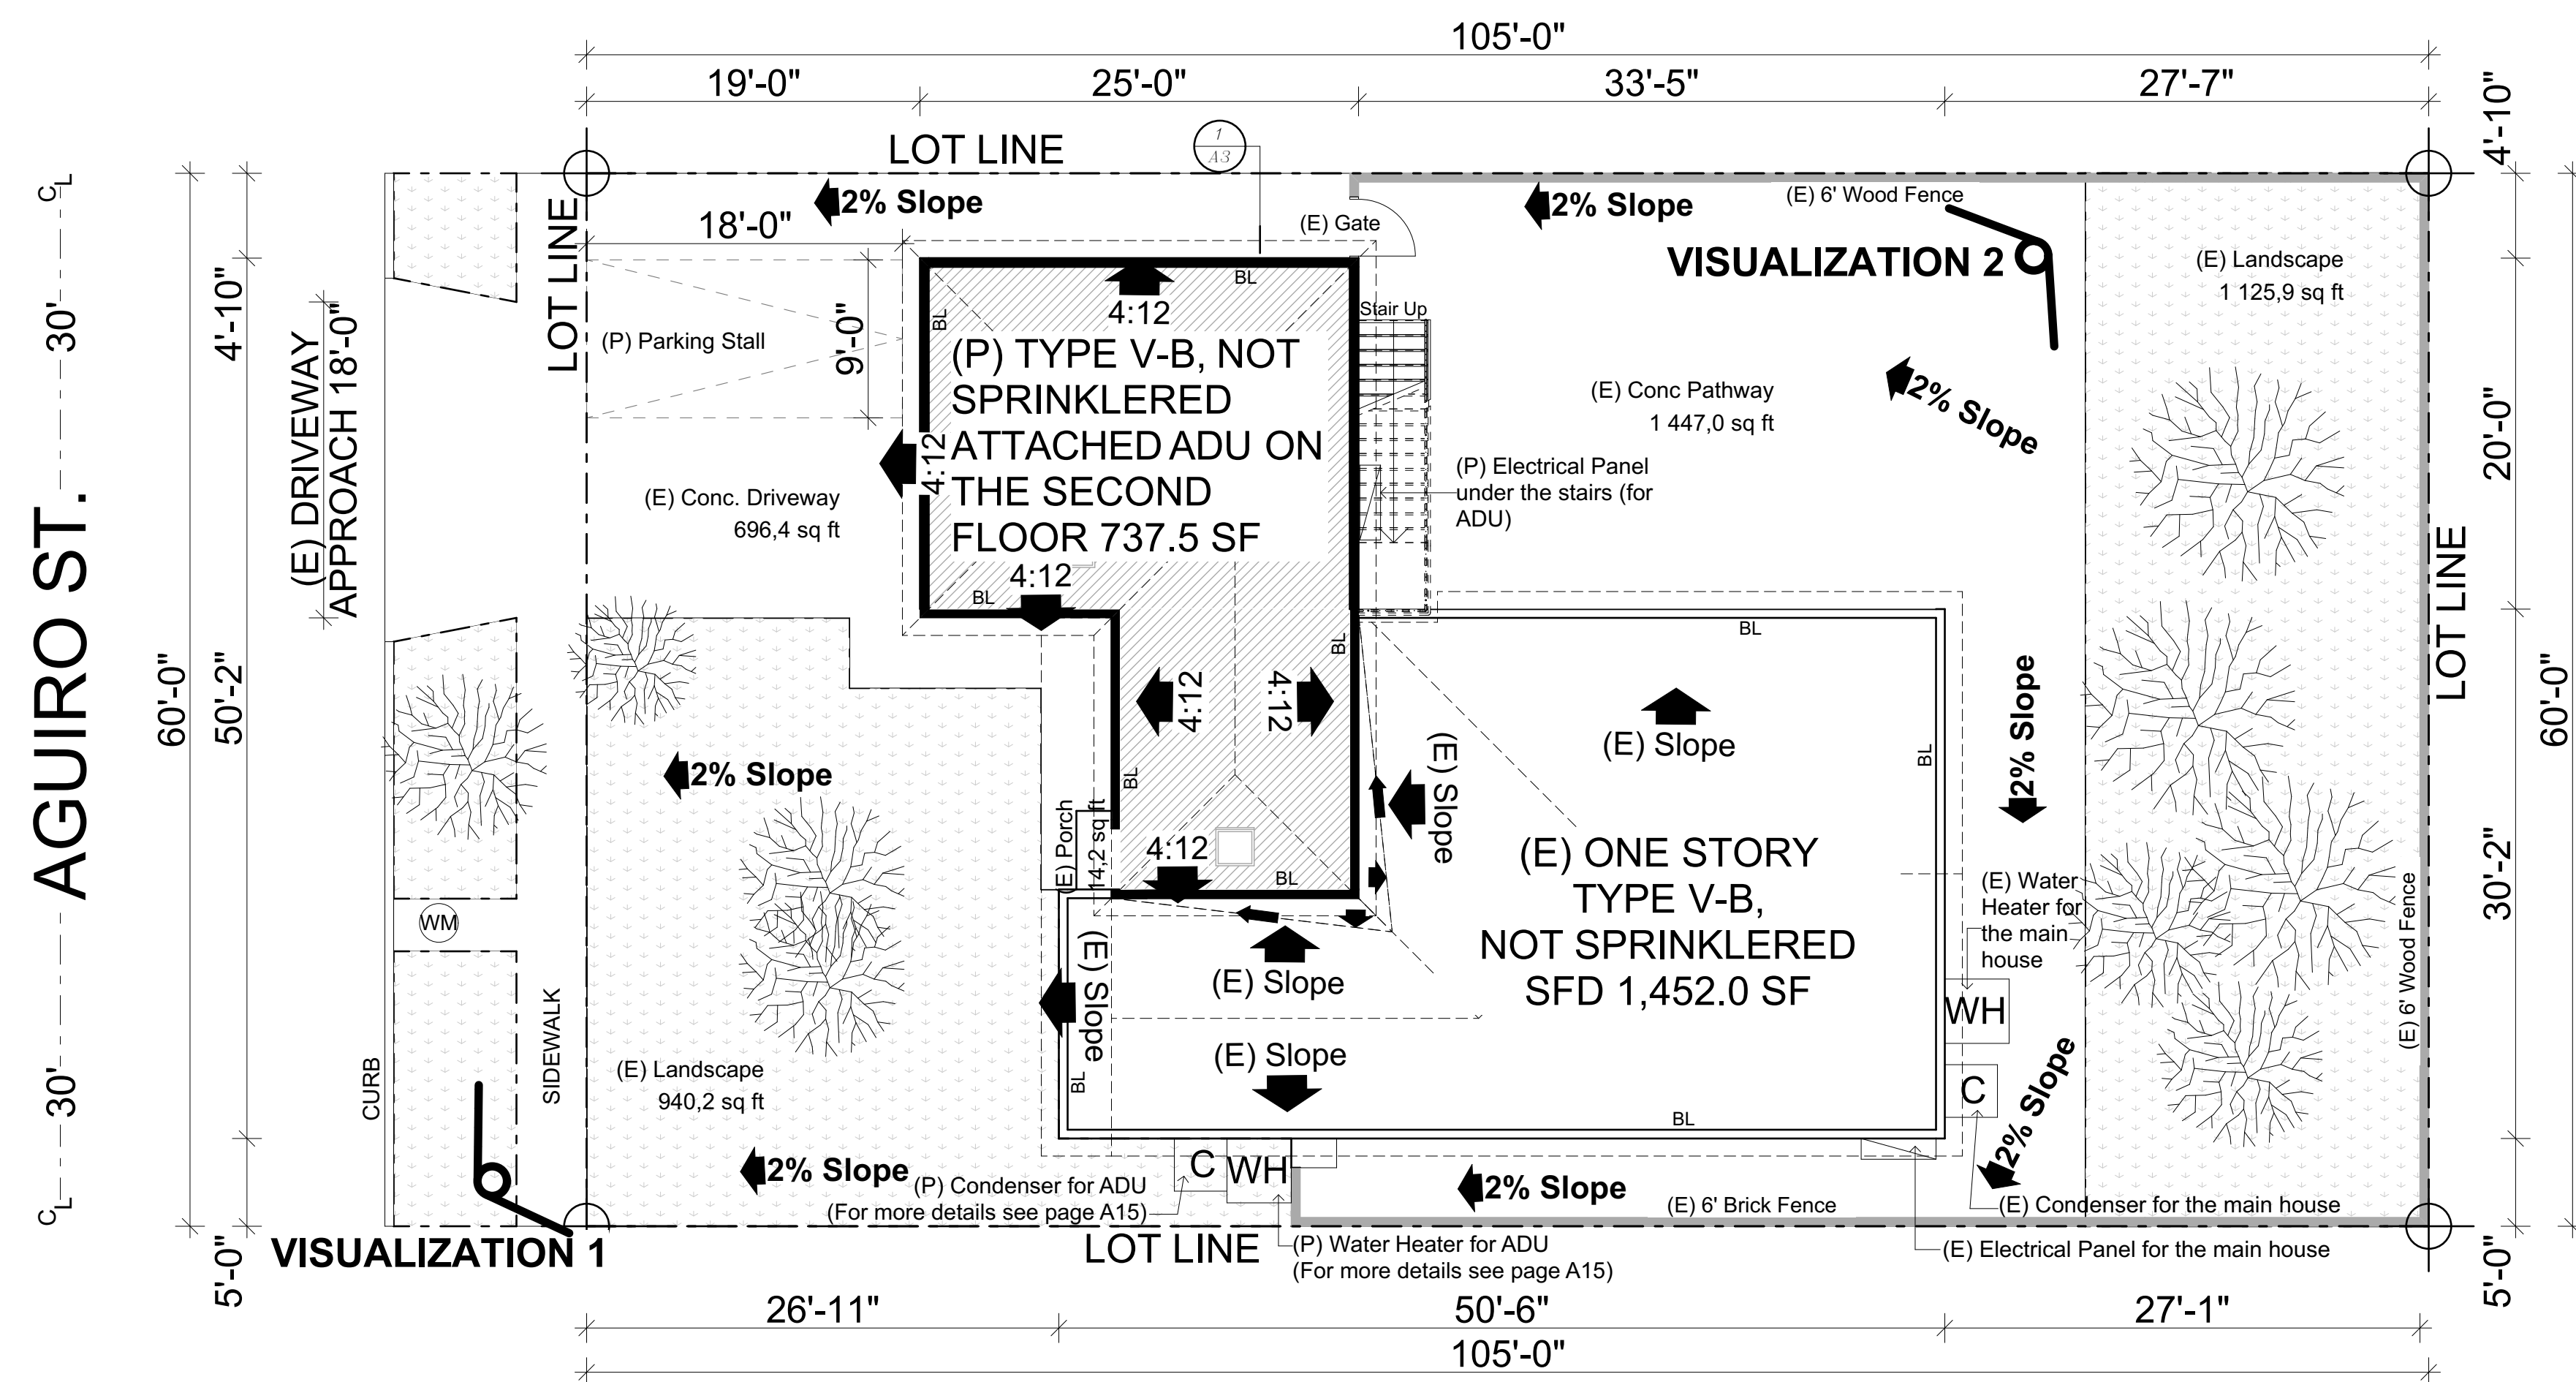 105'-0"
19'-0"
25'-0"
33'-5"
27'-7"
4'-10"
LOT LINE
1
A3
CL
2% Slope
(E) Gate
2% Slope
(E) 6' Wood Fence
18'-0"
LOT LINE
VISUALIZATION 2
(E) Landscape
1 125,9 sq ft
BL
4:12
Stair Up
30'
4'-10"
(E) DRIVEWAY
APPROACH 18'-0"
(P) Parking Stall
9'-0"
BL
(P) TYPE V-B, NOT
SPRINKLERED
ATTACHED ADU ON
THE SECOND
FLOOR 737.5 SF
4:12
(E) Conc Pathway
1 447,0 sq ft
2% Slope
20'-0"
(P) Electrical Panel
under the stairs (for
ADU)
(E) Conc. Driveway
696,4 sq ft
AGUIRO ST.
4:12
BL
LOT LINE
60'-0"
50'-2"
BL
BL
4:12
4:12
(E) Slope
BL
2% Slope
60'-0"
2% Slope
(E) Slope
BL
(E) Porch
14,2 sq ft
4:12
BL
(E) ONE STORY
TYPE V-B,
NOT SPRINKLERED
SFD 1,452.0 SF
(E) Water
Heater for
the main
house
30'-2"
(E) 6' Wood Fence
WM
(E) Slope
(E) Slope
WH
30'
CURB
SIDEWALK
(E) Landscape
940,2 sq ft
(E) Slope
BL
C
2% Slope
BL
CL
2% Slope
(P) Condenser for ADU
(For more details see page A15)
C
WH
2% Slope
(E) 6' Brick Fence
(E) Condenser for the main house
5'-0"
VISUALIZATION 1
LOT LINE
(P) Water Heater for ADU
(For more details see page A15)
(E) Electrical Panel for the main house
5'-0"
26'-11"
50'-6"
27'-1"
105'-0"